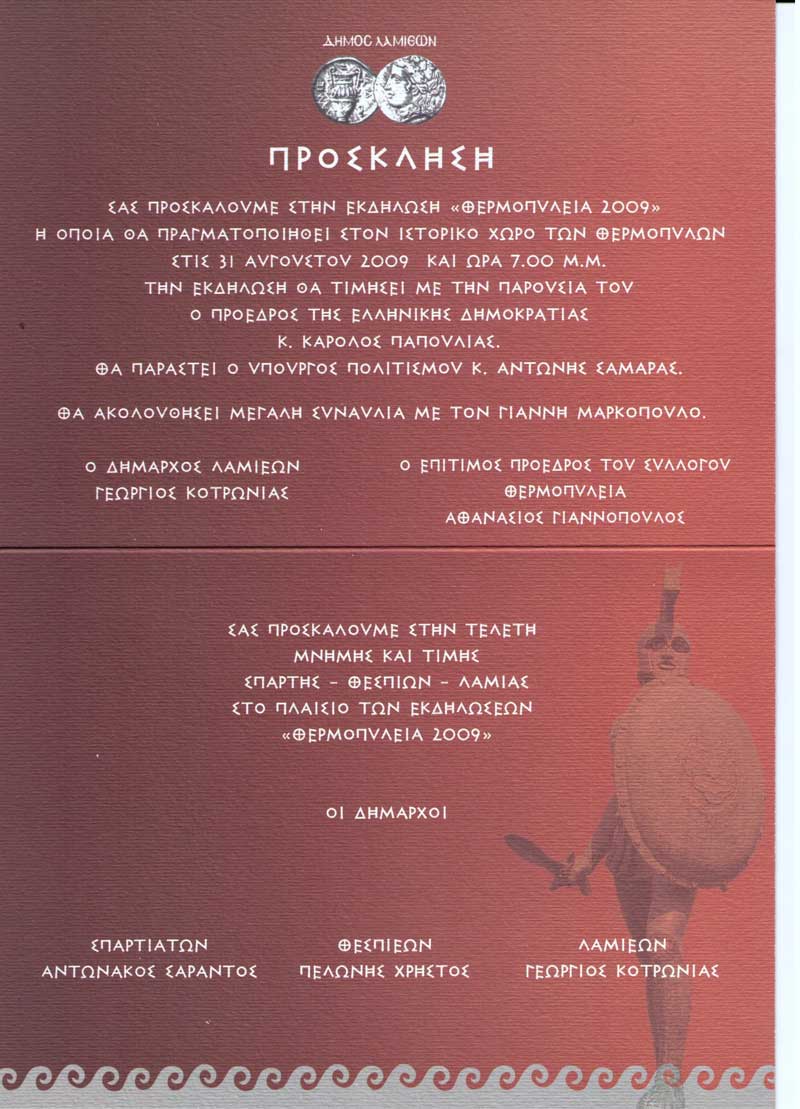 ΔΗΜΟΣ ΛΑΜΙΕΩΝ
ΠΡΟΣΚΛΗΣΗ
ΣΑΣ ΠΡΟΣΚΑΛΟΥΜΕ ΣΤΗΝ ΕΚΔΗΛΩΣΗ «ΘΕΡΜΟΠΥΛΕΙΑ 2009»
Η ΟΠΟΙΑ ΘΑ ΠΡΑΓΜΑΤΟΠΟΙΗΘΕΙ ΣΤΟΝ ΙΣΤΟΡΙΚΟ ΧΩΡΟ ΤΩΝ ΘΕΡΜΟΠΥΛΩΝ
ΣΤΙΣ 31 ΑΥΓΟΥΣΤΟΥ 2009 ΚΑΙ ΩΡΑ 7.00 Μ.Μ.
ΤΗΝ ΕΚΔΗΛΩΣΗ ΘΑ ΤΙΜΗΣΕΙ ΜΕ ΤΗΝ ΠΑΡΟΥΣΙΑ ΤΟΥ
Ο ΠΡΟΕΔΡΟΣ ΤΗΣ ΕΛΛΗΝΙΚΗΣ ΔΗΜΟΚΡΑΤΙΑΣ
Κ. ΚΑΡΟΛΟΣ ΠΑΠΟΥΛΙΑΣ.
ΘΑ ΠΑΡΑΣΤΕΙ Ο ΥΠΟΥΡΓΟΣ ΠΟΛΙΤΙΣΜΟΥ Κ. ΑΝΤΩΝΗΣ ΣΑΜΑΡΑΣ.
ΘΑ ΑΚΟΛΟΥΘΗΣΕΙ ΜΕΓΑΛΗ ΣΥΝΑΥΛΙΑ ΜΕ ΤΟΝ ΓΙΑΝΝΗ ΜΑΡΚΟΠΟΥΛΟ.
Ο ΔΗΜΑΡΧΟΣ ΛΑΜΙΕΩΝ
ΓΕΩΡΓΙΟΣ ΚΟΤΡΩΝΙΑΣ
Ο ΕΠΙΤΙΜΟΣ ΠΡΟΕΔΡΟΣ ΤΟΥ ΣΥΛΛΟΓΟΥ
ΘΕΡΜΟΠΥΛΕΙΑ
ΑΘΑΝΑΣΙΟΣ ΓΙΑΝΝΟΠΟΥΛΟΣ
ΣΑΣ ΠΡΟΣΚΑΛΟΥΜΕ ΣΤΗΝ ΤΕΛΕΤΗ
ΜΝΗΜΗΣ ΚΑΙ ΤΙΜΗΣ
ΣΠΑΡΤΗΣ – ΘΕΣΠΙΩΝ – ΛΑΜΙΑΣ
ΣΤΟ ΠΛΑΙΣΙΟ ΤΩΝ ΕΚΔΗΛΩΣΕΩΝ
«ΘΕΡΜΟΠΥΛΕΙΑ 2009»
ΟΙ ΔΗΜΑΡΧΟΙ
ΣΠΑΡΤΙΑΤΩΝ
ΑΝΤΩΝΑΚΟΣ ΣΑΡΑΝΤΟΣ
ΘΕΣΠΙΕΩΝ
ΠΕΛΩΝΗΣ ΧΡΗΣΤΟΣ
ΛΑΜΙΕΩΝ
ΓΕΩΡΓΙΟΣ ΚΟΤΡΩΝΙΑΣ